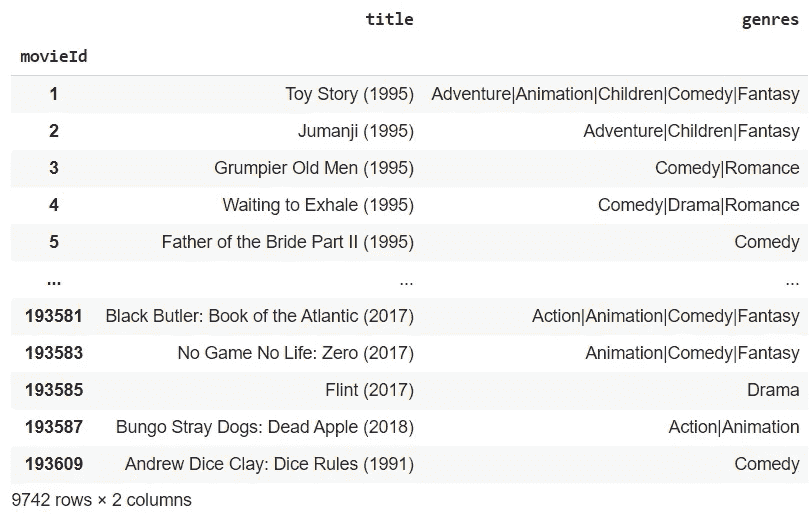 title genres
movieId
1 Toy Story (1995) Adventure|Animation|Children|Comedy|Fantasy
2 Jumanji (1995) Adventure|Children|Fantasy
3 Grumpier Old Men (1995) Comedy|Romance
4 Waiting to Exhale (1995) Comedy|Drama|Romance
5 Father of the Bride Part II (1995) Comedy
... ... ...
193581 Black Butler: Book of the Atlantic (2017) Action|Animation|Comedy|Fantasy
193583 No Game No Life: Zero (2017) Animation|Comedy|Fantasy
193585 Flint (2017) Drama
193587 Bungo Stray Dogs: Dead Apple (2018) Action|Animation
193609 Andrew Dice Clay: Dice Rules (1991) Comedy
9742 rows × 2 columns